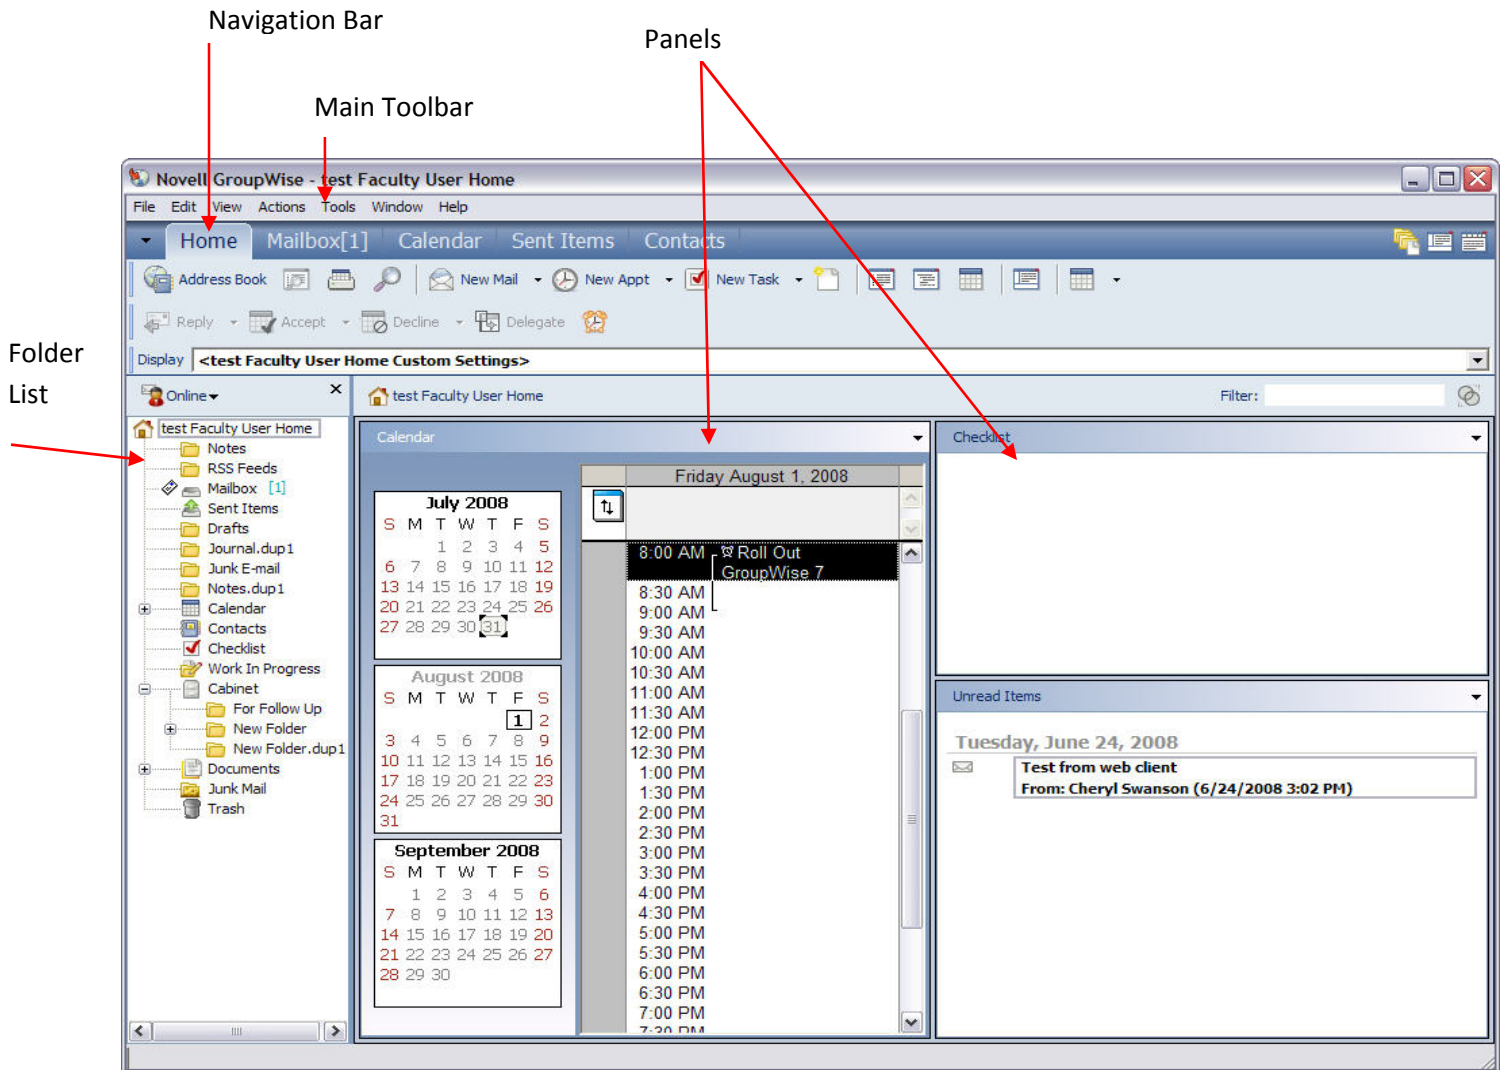 Navigation Bar
Panels
Main Toolbar
Novell GroupWise - test Faculty User Home
File Edit View Actions Tools Window Help
Home Mailbox[1] Calendar Sent Items Contacts
Address Book New Mail New Appt New Task
Reply Accept Decline Delegate
Folder
List
Display <test Faculty User Home Custom Settings>
Online test Faculty User Home Filter:
test Faculty User Home
Notes
RSS Feeds
Mailbox [1]
Sent Items
Drafts
Journal.dup1
Junk E-mail
Notes.dup1
Calendar
Contacts
Checklist
Work In Progress
Cabinet
For Follow Up
New Folder
New Folder.dup1
Documents
Junk Mail
Trash
Calendar
July 2008
S M T W T F S
1 2 3 4 5
6 7 8 9 10 11 12
13 14 15 16 17 18 19
20 21 22 23 24 25 26
27 28 29 30 31
August 2008
S M T W T F S
1 2
3 4 5 6 7 8 9
10 11 12 13 14 15 16
17 18 19 20 21 22 23
24 25 26 27 28 29 30
31
September 2008
S M T W T F S
1 2 3 4 5 6
7 8 9 10 11 12 13
14 15 16 17 18 19 20
21 22 23 24 25 26 27
28 29 30
Friday August 1, 2008
8:00 AM Roll Out
GroupWise 7
8:30 AM
9:00 AM
9:30 AM
10:00 AM
10:30 AM
11:00 AM
11:30 AM
12:00 PM
12:30 PM
1:00 PM
1:30 PM
2:00 PM
2:30 PM
3:00 PM
3:30 PM
4:00 PM
4:30 PM
5:00 PM
5:30 PM
6:00 PM
6:30 PM
7:00 PM
7:30 PM
Checklist
Unread Items
Tuesday, June 24, 2008
Test from web client
From: Cheryl Swanson (6/24/2008 3:02 PM)